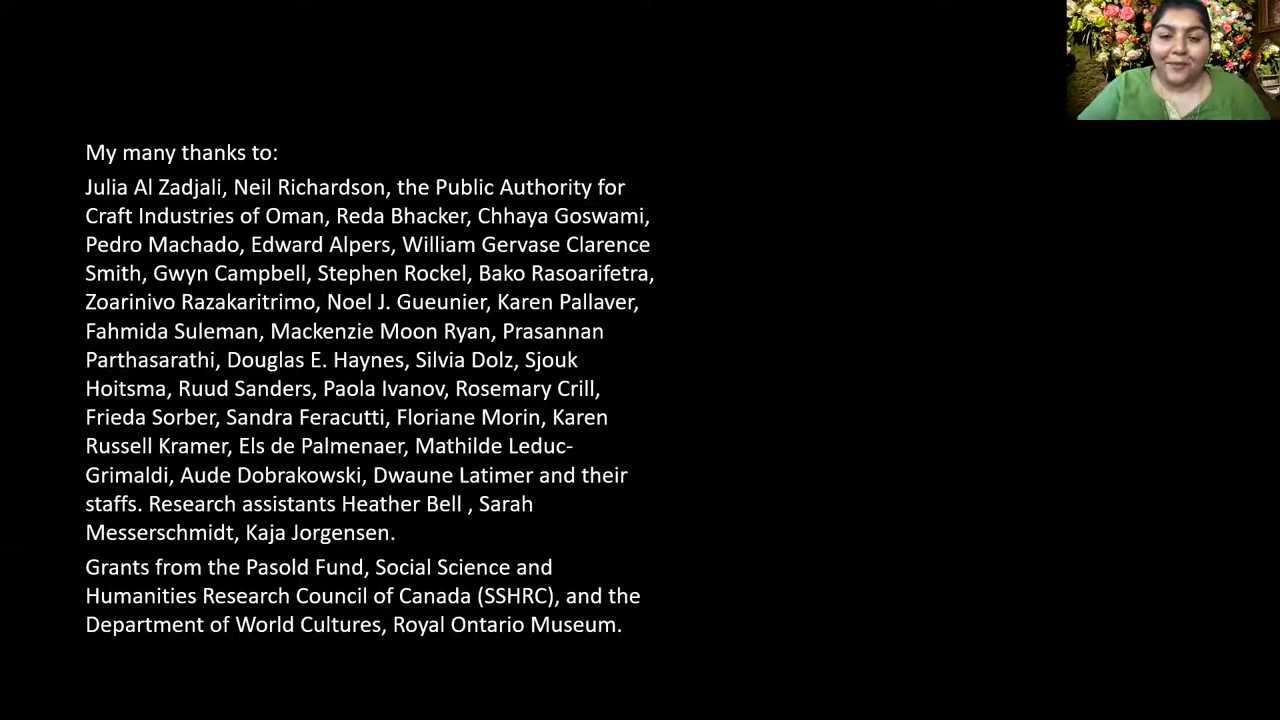 My many thanks to:
Julia Al Zadjali, Neil Richardson, the Public Authority for
Craft Industries of Oman, Reda Bhacker, Chhaya Goswami,
Pedro Machado, Edward Alpers, William Gervase Clarence
Smith, Gwyn Campbell, Stephen Rockel, Bako Rasoarifetra,
Zoarinivo Razakaritrimo, Noel J. Gueunier, Karen Pallaver,
Fahmida Suleman, Mackenzie Moon Ryan, Prasannan
Parthasarathi, Douglas E. Haynes, Silvia Dolz, Sjouk
Hoitsma, Ruud Sanders, Paola Ivanov, Rosemary Crill,
Frieda Sorber, Sandra Feracutti, Floriane Morin, Karen
Russell Kramer, Els de Palmenaer, Mathilde Leduc-
Grimaldi, Aude Dobrakowski, Dwaune Latimer and their
staffs. Research assistants Heather Bell , Sarah
Messerschmidt, Kaja Jorgensen.
Grants from the Pasold Fund, Social Science and
Humanities Research Council of Canada (SSHRC), and the
Department of World Cultures, Royal Ontario Museum.